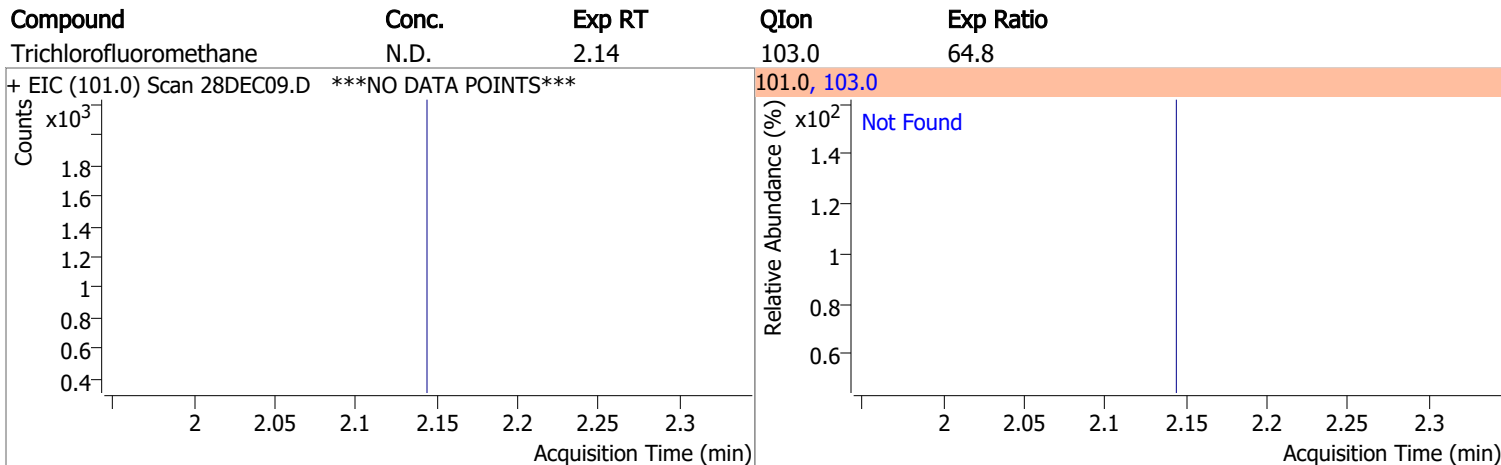 Compound Conc. Exp RT QIon Exp Ratio
Trichlorofluoromethane N.D. 2.14 103.0 64.8
+ EIC (101.0) Scan 28DEC09.D ***NO DATA POINTS***
Counts
x10³
1.8
1.6
1.4
1.2
1
0.8
0.6
0.4
2 2.05 2.1 2.15 2.2 2.25 2.3
Acquisition Time (min)
101.0, 103.0
Relative Abundance (%)
x10²
Not Found
1.4
1.2
1
0.8
0.6
2 2.05 2.1 2.15 2.2 2.25 2.3
Acquisition Time (min)